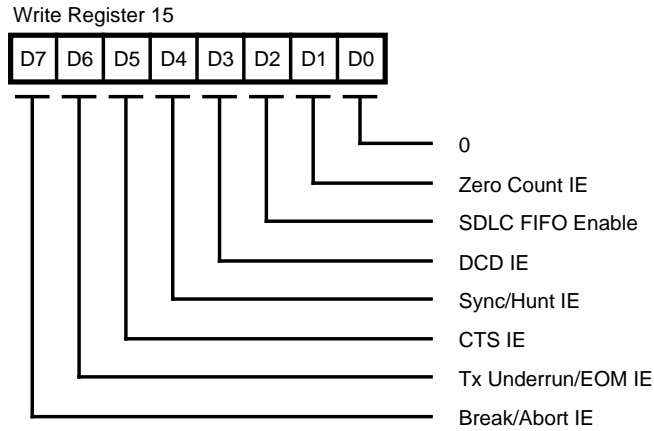 Write Register 15
D7 D6 D5 D4 D3 D2 D1 D0
0
Zero Count IE
SDLC FIFO Enable
DCD IE
Sync/Hunt IE
CTS IE
Tx Underrun/EOM IE
Break/Abort IE